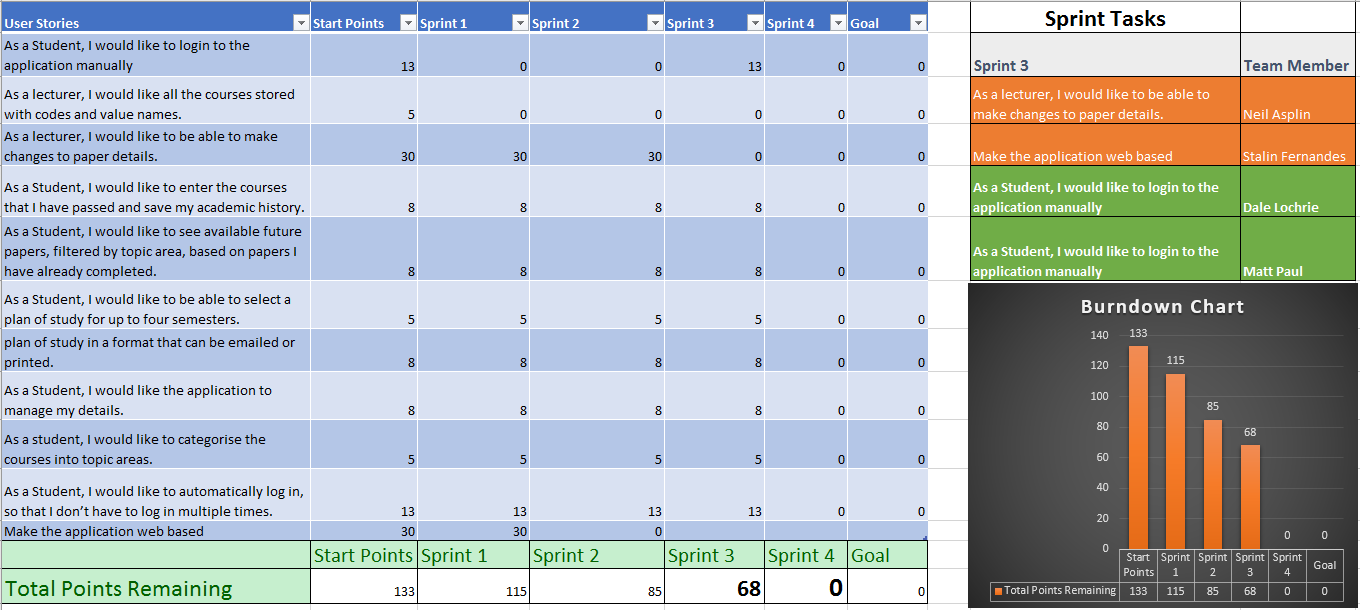 User Stories Start Points Sprint 1 Sprint 2 Sprint 3 Sprint 4 Goal
As a Student, I would like to login to the
application manually 13 0 0 13 0 0
As a lecturer, I would like all the courses stored
with codes and value names. 5 0 0 0 0 0
As a lecturer, I would like to be able to make
changes to paper details. 30 30 30 0 0 0
As a Student, I would like to enter the courses
that I have passed and save my academic history. 8 8 8 8 0 0
As a Student, I would like to see available future
papers, filtered by topic area, based on papers I
have already completed. 8 8 8 8 0 0
As a Student, I would like to be able to select a
plan of study for up to four semesters. 5 5 5 5 0 0
plan of study in a format that can be emailed or
printed. 8 8 8 8 0 0
As a Student, I would like the application to
manage my details. 8 8 8 8 0 0
As a student, I would like to categorise the
courses into topic areas. 5 5 5 5 0 0
As a Student, I would like to automatically log in,
so that I don't have to log in multiple times. 13 13 13 13 0 0
Make the application web based 30 30 0
Start Points Sprint 1 Sprint 2 Sprint 3 Sprint 4 Goal
Total Points Remaining 133 115 85 68 0 0
Sprint Tasks
Sprint 3 Team Member
As a lecturer, I would like to be able to
make changes to paper details. Neil Asplin
Make the application web based Stalin Fernandes
As a Student, I would like to login to the
application manually Dale Lochrie
As a Student, I would like to login to the
application manually Matt Paul
Burndown Chart
140
120
100
80
60
40
20
0
133
115
85
68
0
0
Start Sprint Sprint Sprint Sprint Goal
Points 1 2 3 4
Total Points Remaining 133 115 85 68 0 0